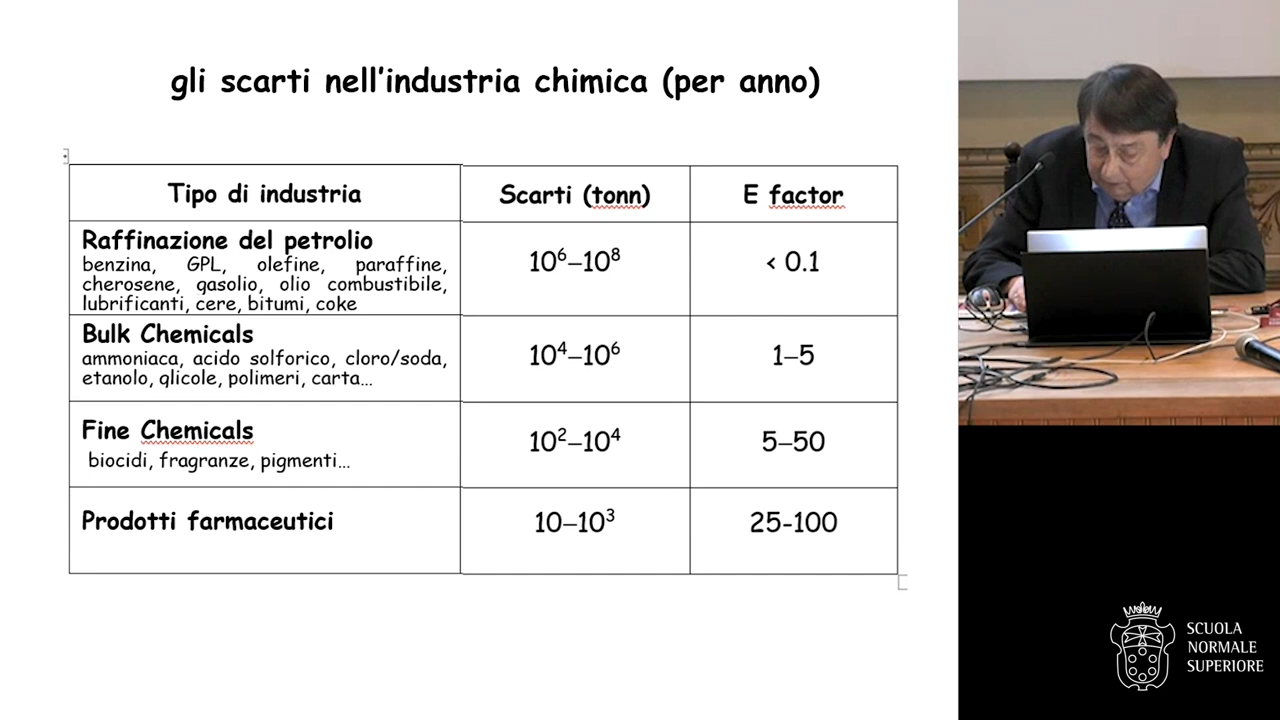 gli scarti nell'industria chimica (per anno)
Tipo di industria
Scarti (tonn)
E factor
Raffinazione del petrolio
benzina, GPL, olefine, paraffine,
cherosene, gasolio, olio combustibile,
lubrificanti, cere, bitumi, coke
10⁶–10⁸
< 0.1
Bulk Chemicals
ammoniaca, acido solforico, cloro/soda,
etanolo, glicole, polimeri, carta...
10⁴–10⁶
1–5
Fine Chemicals
biocidi, fragranze, pigmenti...
10²–10⁴
5–50
Prodotti farmaceutici
10–10³
25-100
SCUOLA
NORMALE
SUPERIORE